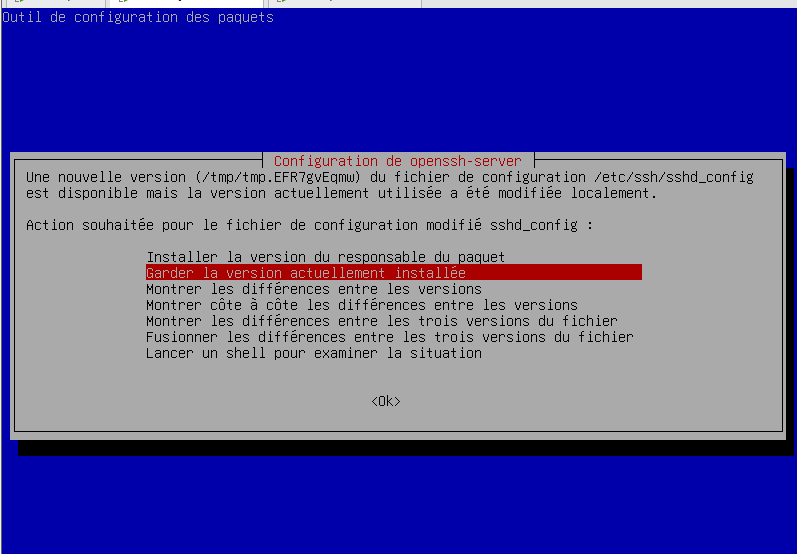 Outil de configuration des paquets
Configuration de openssh-server
Une nouvelle version (/tmp/tmp.EFR7gvEqmw) du fichier de configuration /etc/ssh/sshd_config
est disponible mais la version actuellement utilisée a été modifiée localement.
Action souhaitée pour le fichier de configuration modifié sshd_config :
Installer la version du responsable du paquet
Garder la version actuellement installée
Montrer les différences entre les versions
Montrer côte à côte les différences entre les versions
Montrer les différences entre les trois versions du fichier
Fusionner les différences entre les trois versions du fichier
Lancer un shell pour examiner la situation
<Ok>